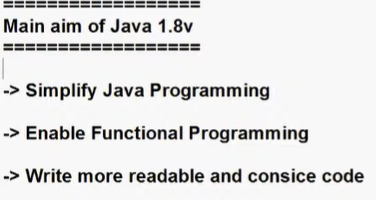 ==================
Main aim of Java 1.8v
==================
-> Simplify Java Programming
-> Enable Functional Programming
-> Write more readable and consice code